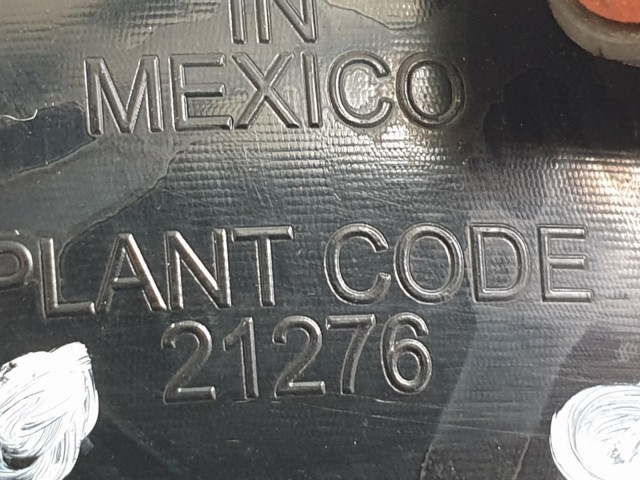 IN
MEXICO
PLANT CODE
21276